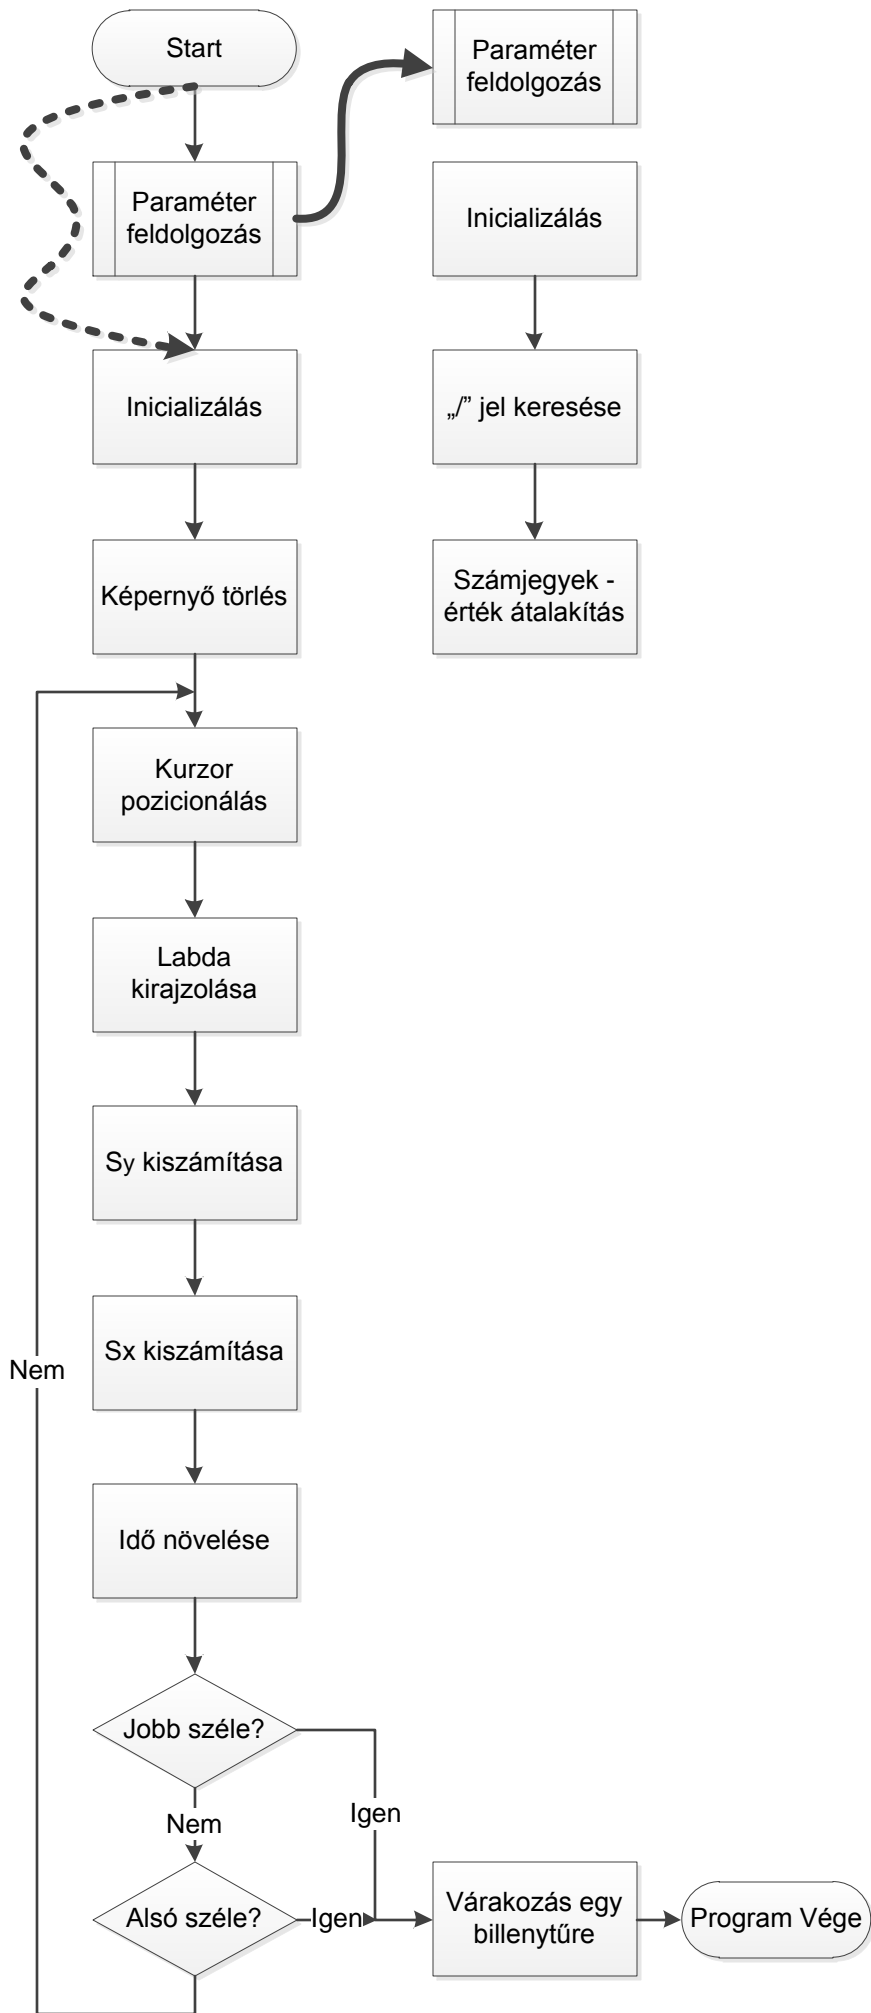 Start
Paraméter
feldolgozás
Paraméter
feldolgozás
Inicializálás
Inicializálás
„/” jel keresése
Képernyő törlés
Számjegyek -
érték átalakítás
Kurzor
pozicionálás
Labda
kirajzolása
Sy kiszámítása
Sx kiszámítása
Nem
Idő növelése
Jobb széle?
Nem
Igen
Alsó széle?
Igen
Várakozás egy
billenytűre
Program Vége